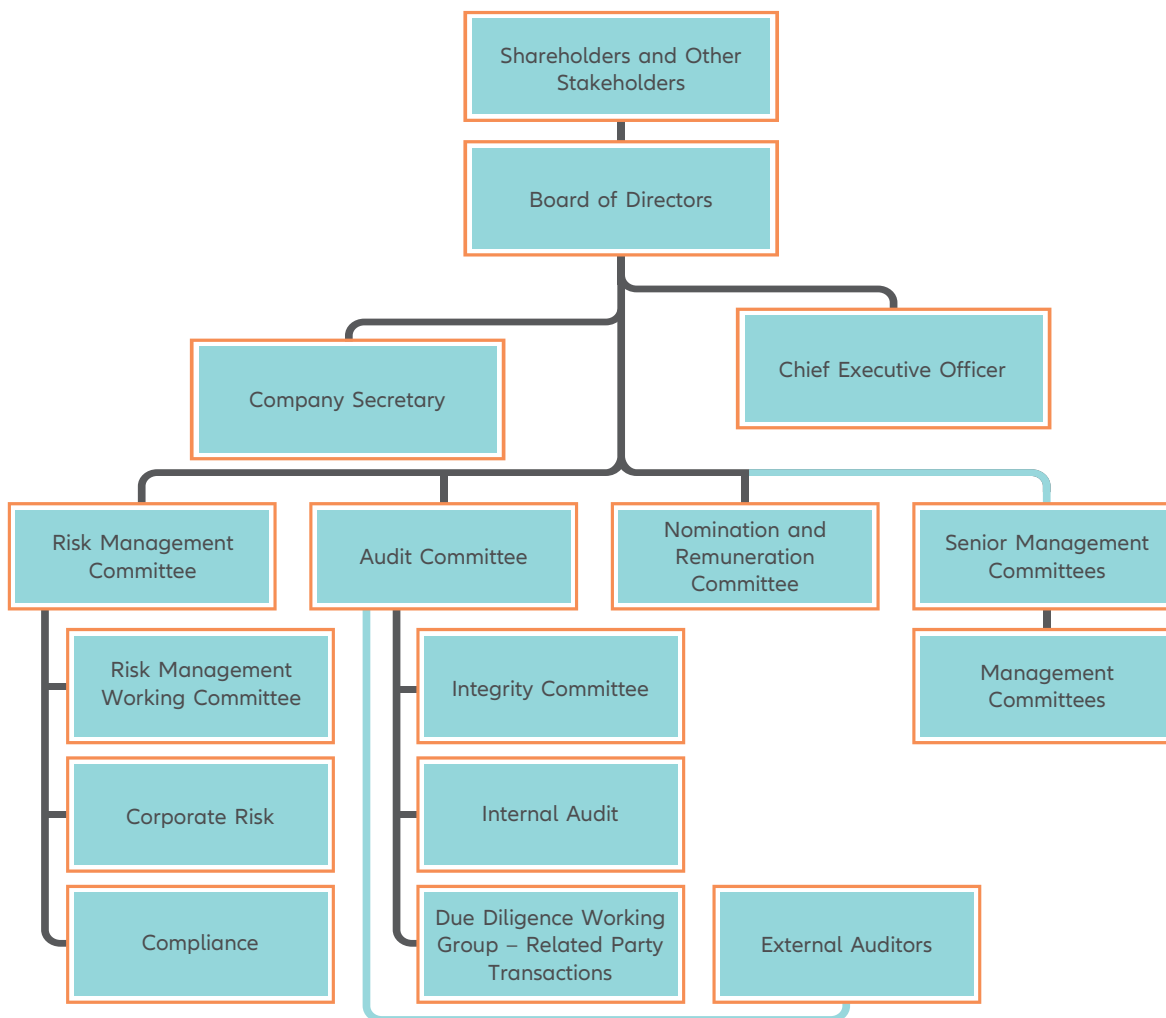 Shareholders and Other
Stakeholders
Board of Directors
Company Secretary
Chief Executive Officer
Risk Management
Committee
Audit Committee
Nomination and
Remuneration
Committee
Senior Management
Committees
Risk Management
Working Committee
Integrity Committee
Management
Committees
Corporate Risk
Internal Audit
Compliance
Due Diligence Working
Group – Related Party
Transactions
External Auditors